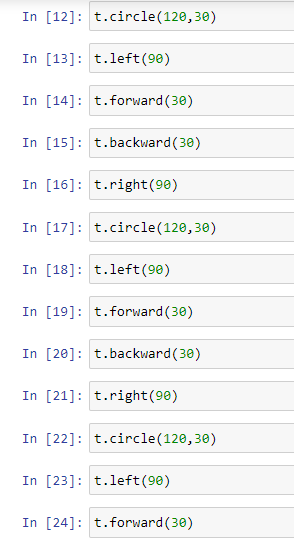 In [12]: t.circle(120,30)
In [13]: t.left(90)
In [14]: t.forward(30)
In [15]: t.backward(30)
In [16]: t.right(90)
In [17]: t.circle(120,30)
In [18]: t.left(90)
In [19]: t.forward(30)
In [20]: t.backward(30)
In [21]: t.right(90)
In [22]: t.circle(120,30)
In [23]: t.left(90)
In [24]: t.forward(30)